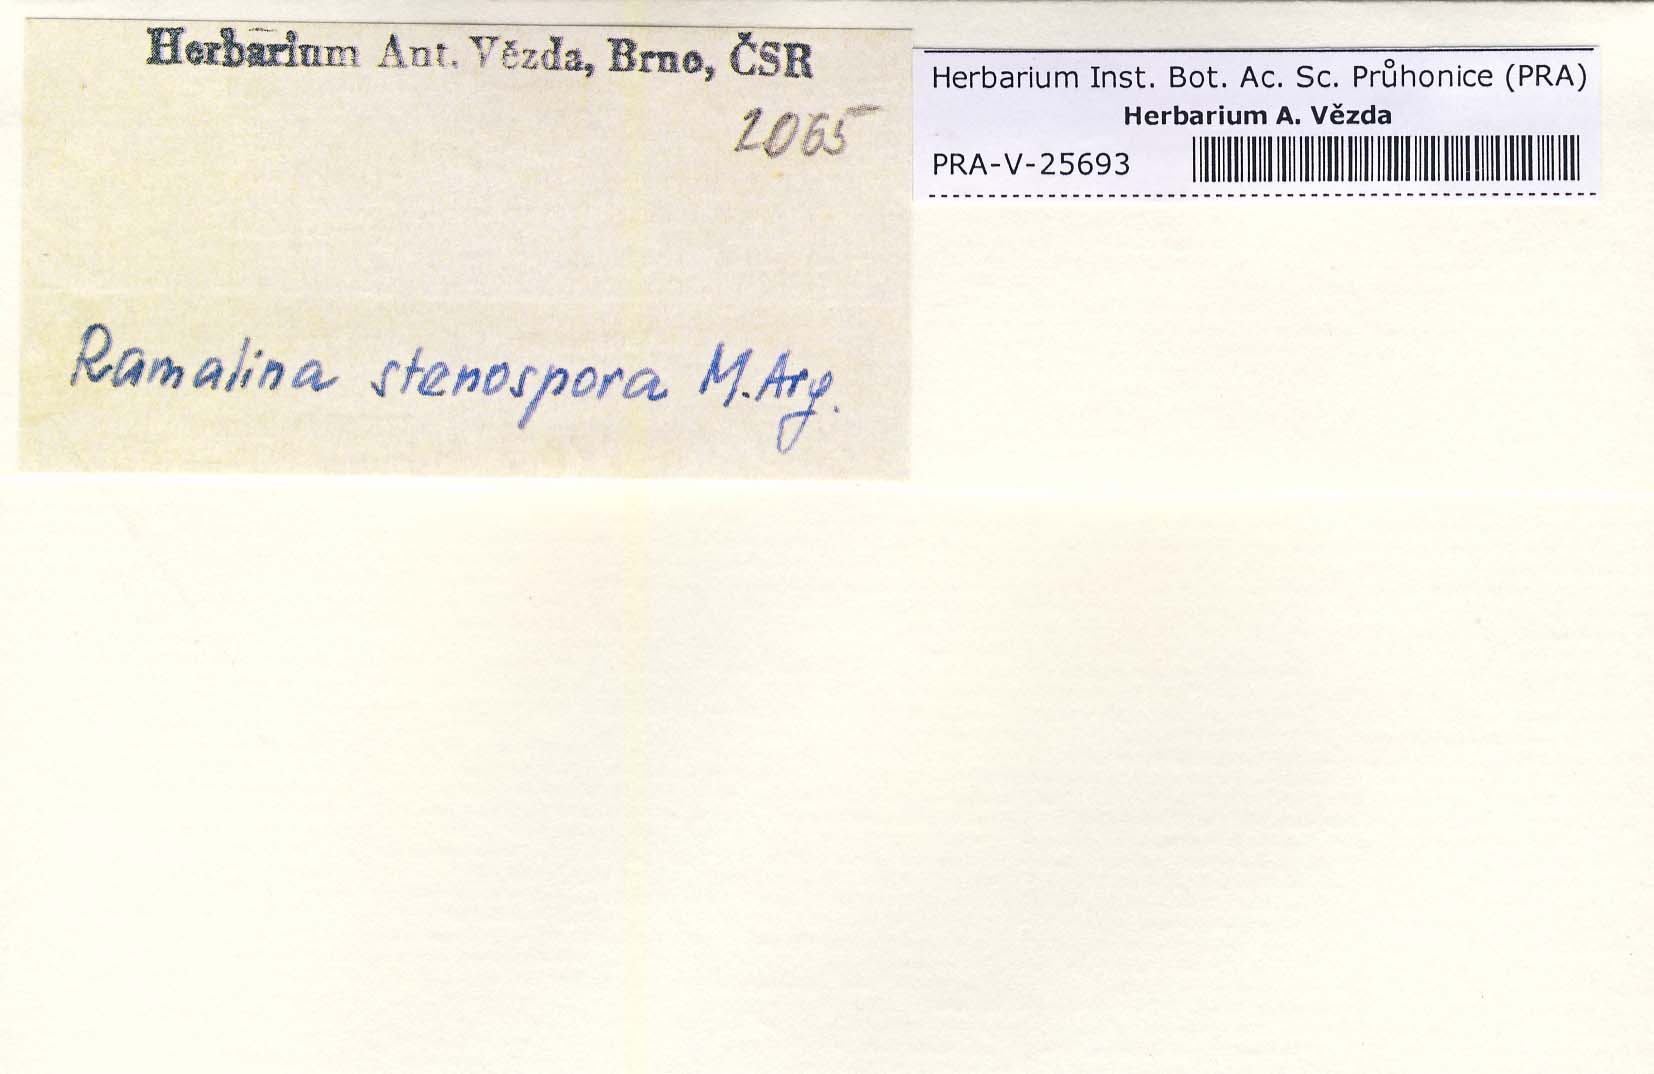 Herbarium Ant. Vězda, Brno, ČSR
2065
Ramalina stenospora M. Arg.
Herbarium Inst. Bot. Ac. Sc. Průhonice (PRA)
Herbarium A. Vězda
PRA-V-25693